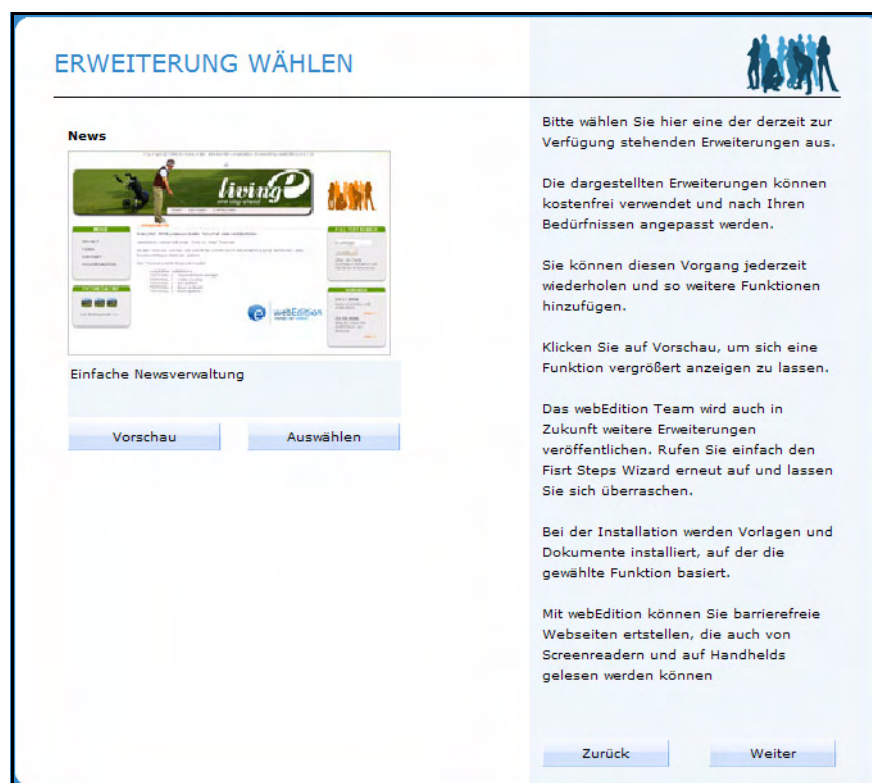 ERWEITERUNG WÄHLEN
News
living e
webEdition
Einfache Newsverwaltung
Vorschau
Auswählen
Bitte wählen Sie hier eine der derzeit zur
Verfügung stehenden Erweiterungen aus.
Die dargestellten Erweiterungen können
kostenfrei verwendet und nach Ihren
Bedürfnissen angepasst werden.
Sie können diesen Vorgang jederzeit
wiederholen und so weitere Funktionen
hinzufügen.
Klicken Sie auf Vorschau, um sich eine
Funktion vergrößert anzeigen zu lassen.
Das webEdition Team wird auch in
Zukunft weitere Erweiterungen
veröffentlichen. Rufen Sie einfach den
Fisrt Steps Wizard erneut auf und lassen
Sie sich überraschen.
Bei der Installation werden Vorlagen und
Dokumente installiert, auf der die
gewählte Funktion basiert.
Mit webEdition können Sie barrierefreie
Webseiten ertstellen, die auch von
Screenreadern und auf Handhelds
gelesen werden können
Zurück
Weiter